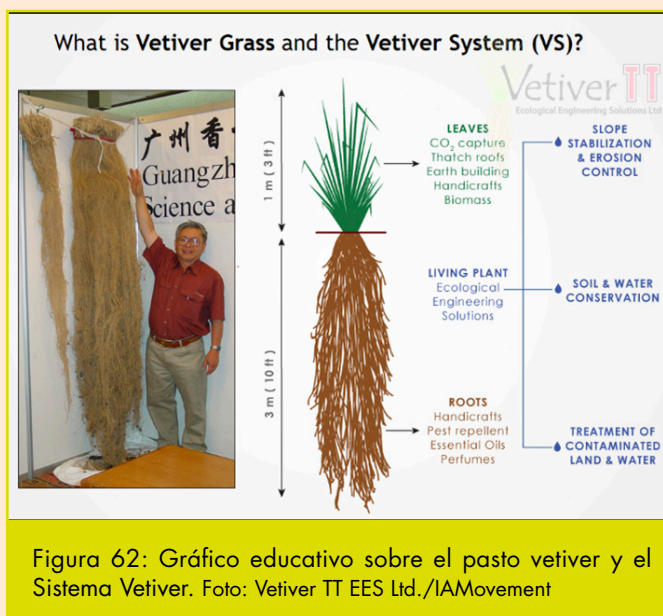 What is Vetiver Grass and the Vetiver System (VS)?
Vetiver TT
Ecological Engineering Solutions Ltd
广州香
Guangzh
Science a
1 m ( 3 ft )
3 m ( 10 ft )
LEAVES
CO₂ capture
Thatch roofs
Earth building
Handicrafts
Biomass
LIVING PLANT
Ecological
Engineering
Solutions
ROOTS
Handicrafts
Pest repellent
Essential Oils
Perfumes
SLOPE
STABILIZATION
& EROSION
CONTROL
SOIL & WATER
CONSERVATION
TREATMENT OF
CONTAMINATED
LAND & WATER
Figura 62: Gráfico educativo sobre el pasto vetiver y el
Sistema Vetiver. Foto: Vetiver TT EES Ltd./IAMovement